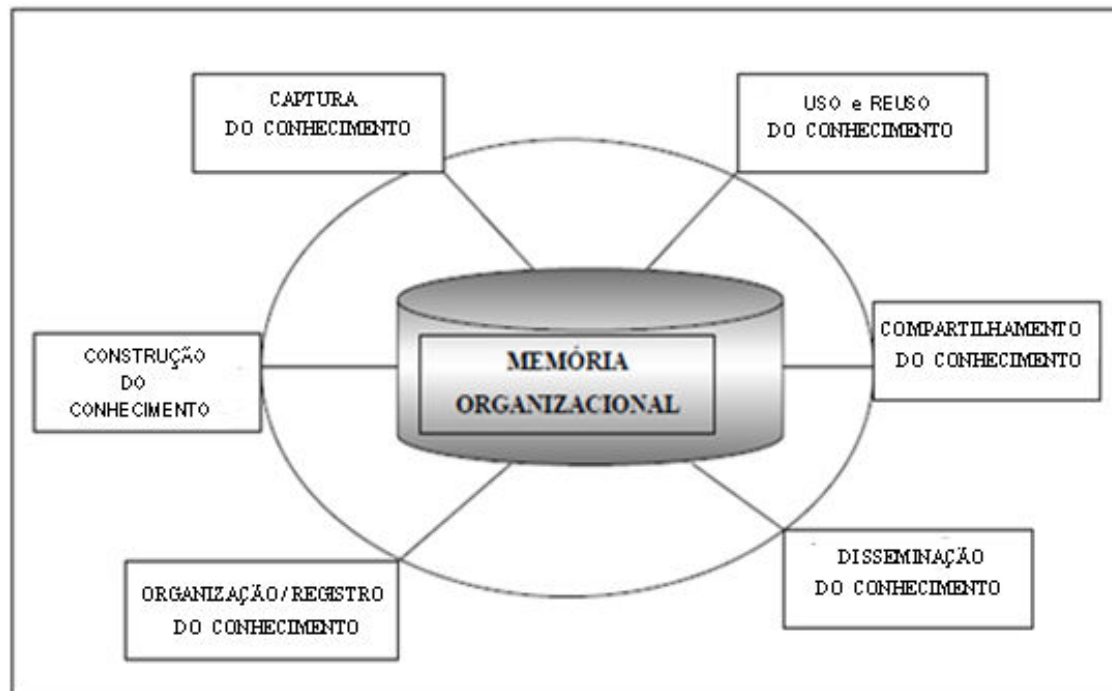 CAPTURA
DO CONHECIMENTO
USO e REUSO
DO CONHECIMENTO
CONSTRUÇÃO
DO
CONHECIMENTO
MEMÓRIA
ORGANIZACIONAL
COMPARTILHAMENTO
DO CONHECIMENTO
ORGANIZAÇÃO/REGISTRO
DO CONHECIMENTO
DISSEMINAÇÃO
DO CONHECIMENTO